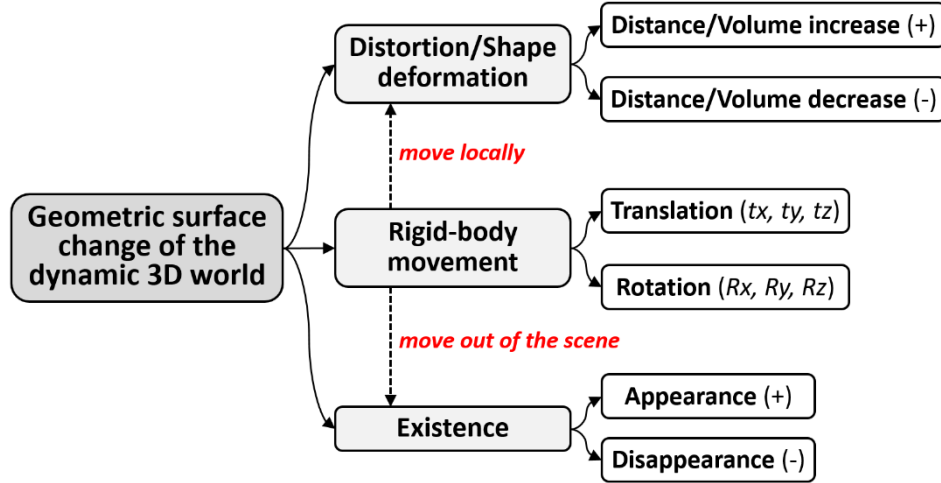 Distortion/Shape
deformation
Distance/Volume increase (+)
Distance/Volume decrease (-)
move locally
Geometric surface
change of the
dynamic 3D world
Rigid-body
movement
Translation (tx, ty, tz)
Rotation (Rx, Ry, Rz)
move out of the scene
Existence
Appearance (+)
Disappearance (-)